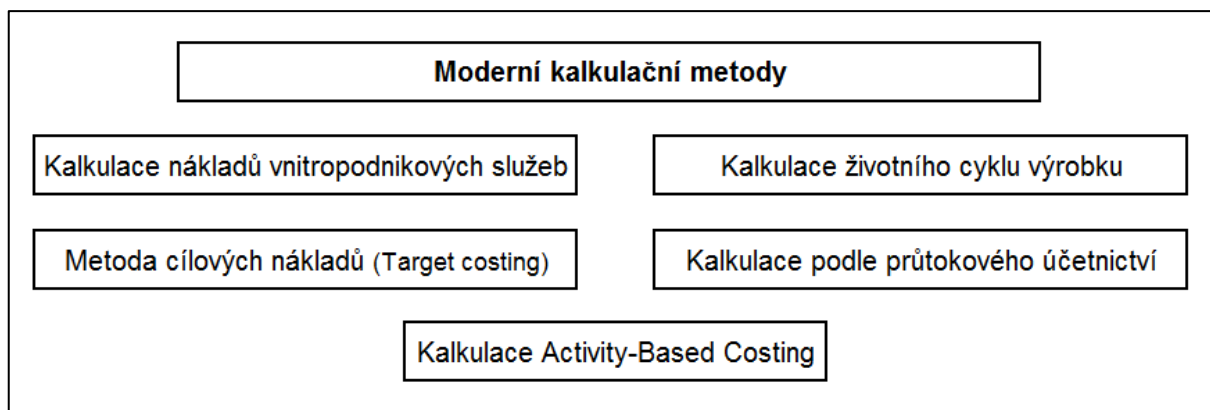 Moderní kalkulační metody
Kalkulace nákladů vnitropodnikových služeb
Kalkulace životního cyklu výrobku
Metoda cílových nákladů (Target costing)
Kalkulace podle průtokového účetnictví
Kalkulace Activity-Based Costing